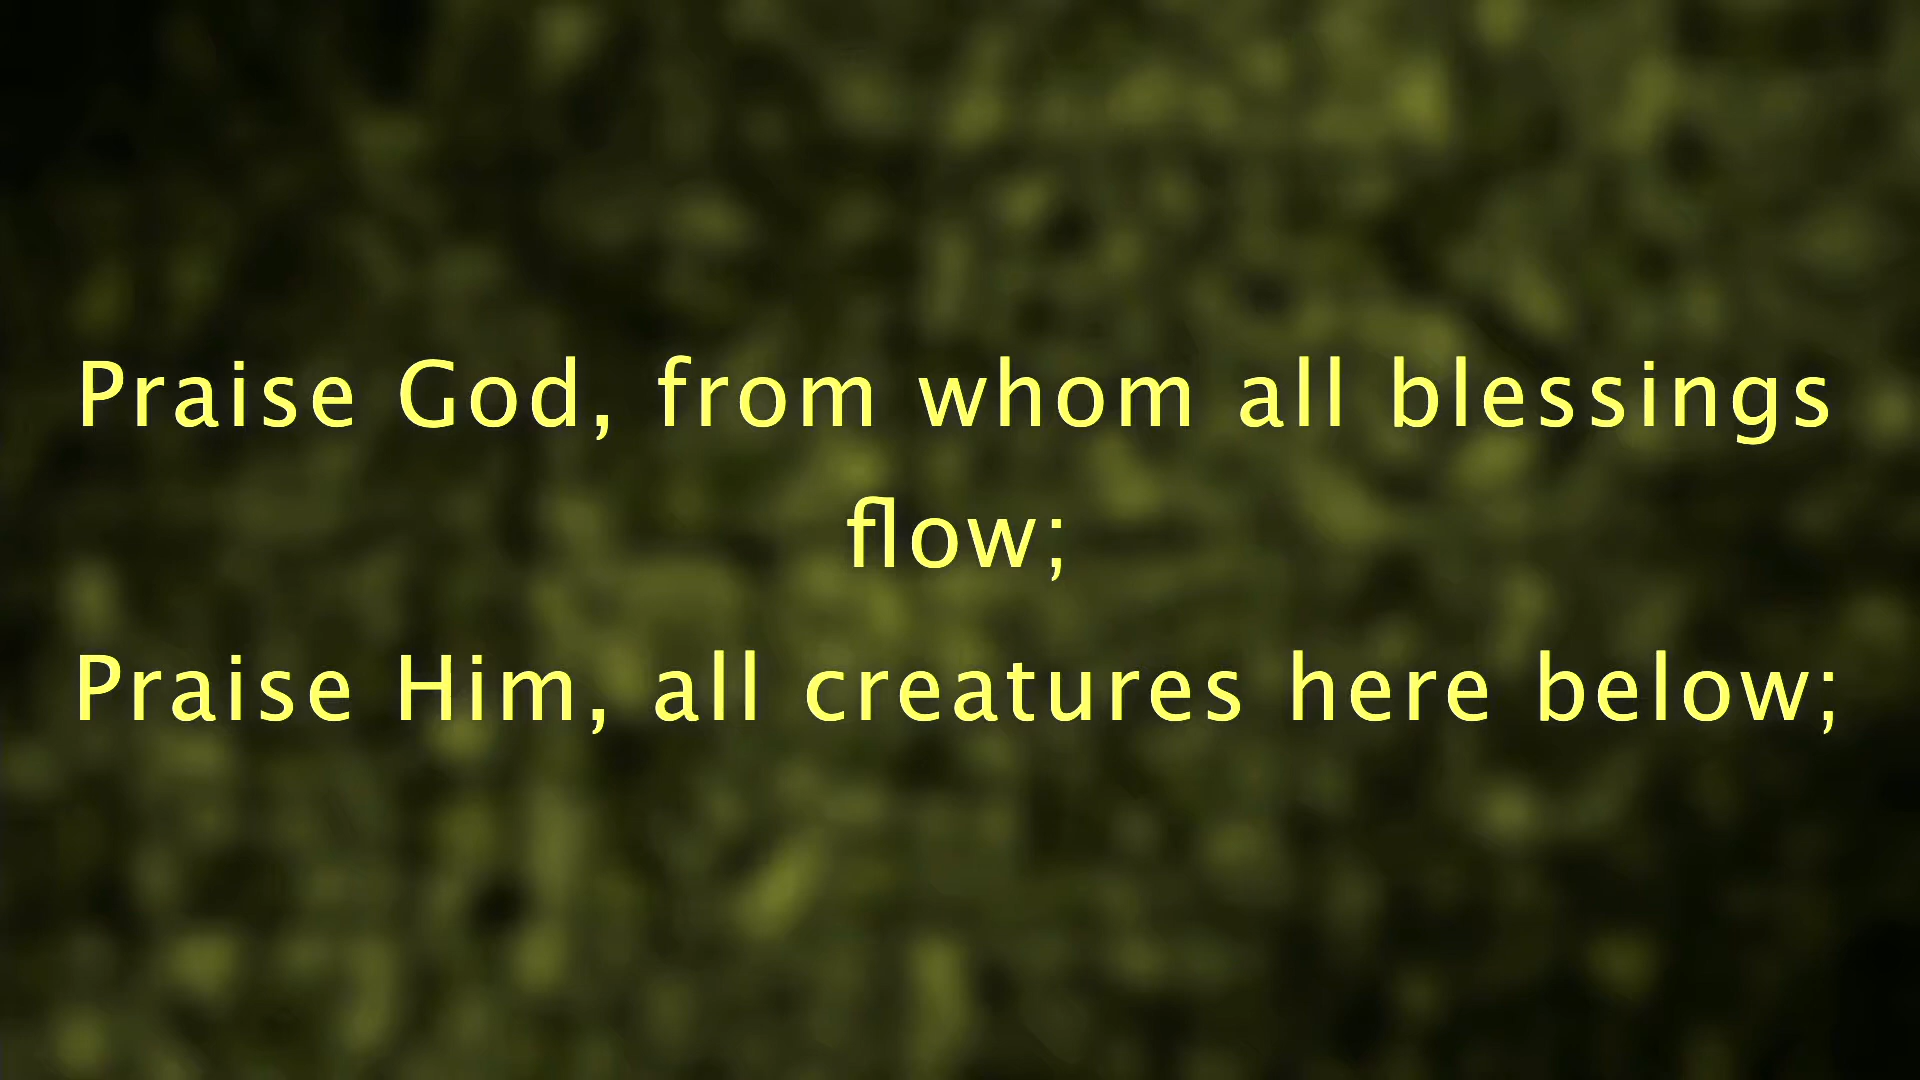 Praise God, from whom all blessings
flow;
Praise Him, all creatures here below;